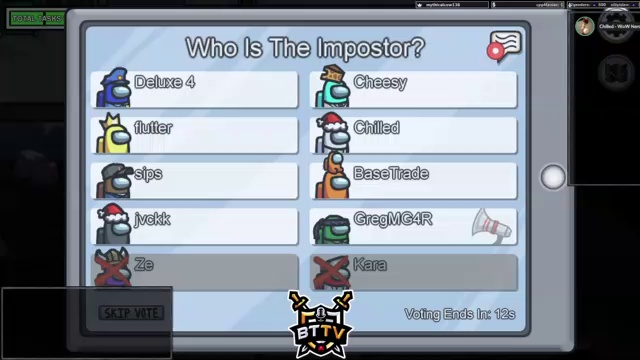 TOTAL TASKS
Who Is The Impostor?
Deluxe 4
Cheesy
flutter
Chilled
sips
BaseTrade
jvckk
GregMG4R
Ze
Kara
SKIP VOTE
BTTV
Voting Ends In: 12s